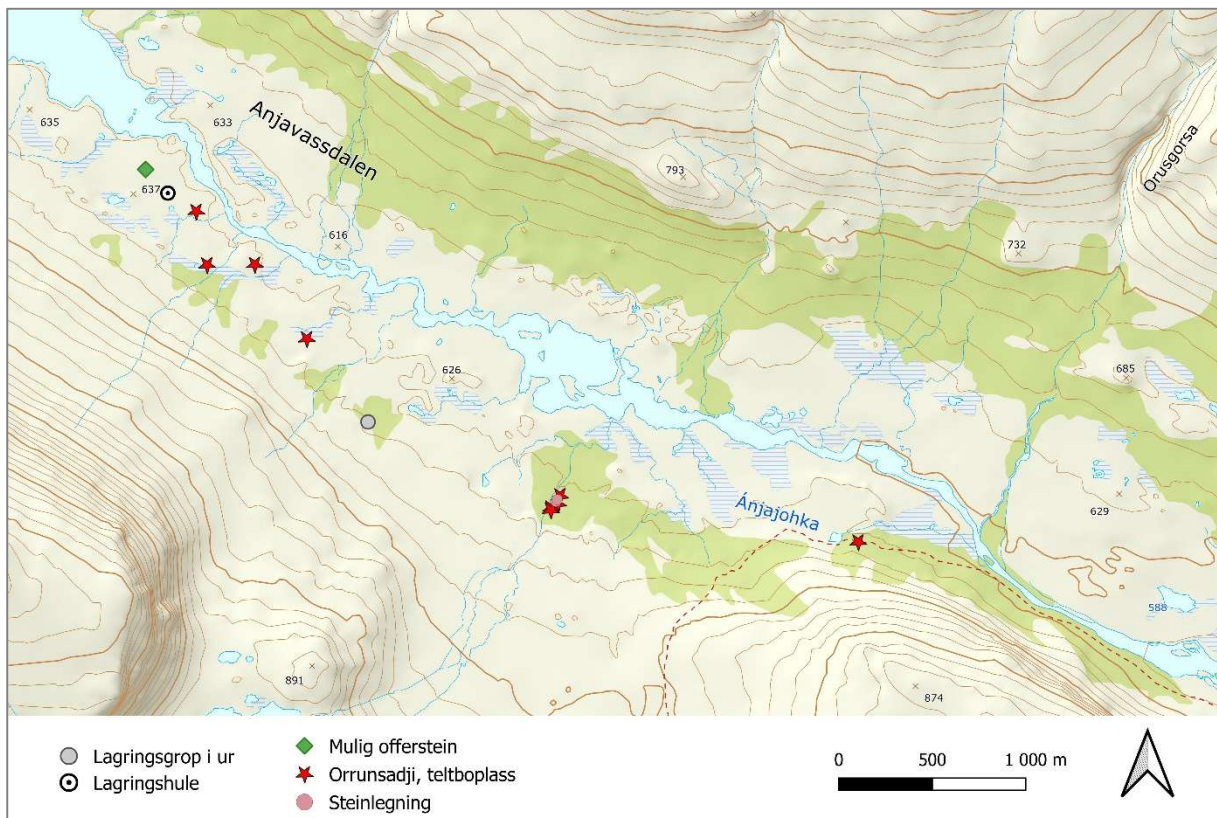 635
633
Anjavassdalen
793
Orusgorsa
637
616
732
626
685
Ánjajohka
629
588
891
874
Lagringsgrop i ur
Lagringshule
Mulig offerstein
Orrunsadji, teltboplass
Steinlegning
0 500 1 000 m